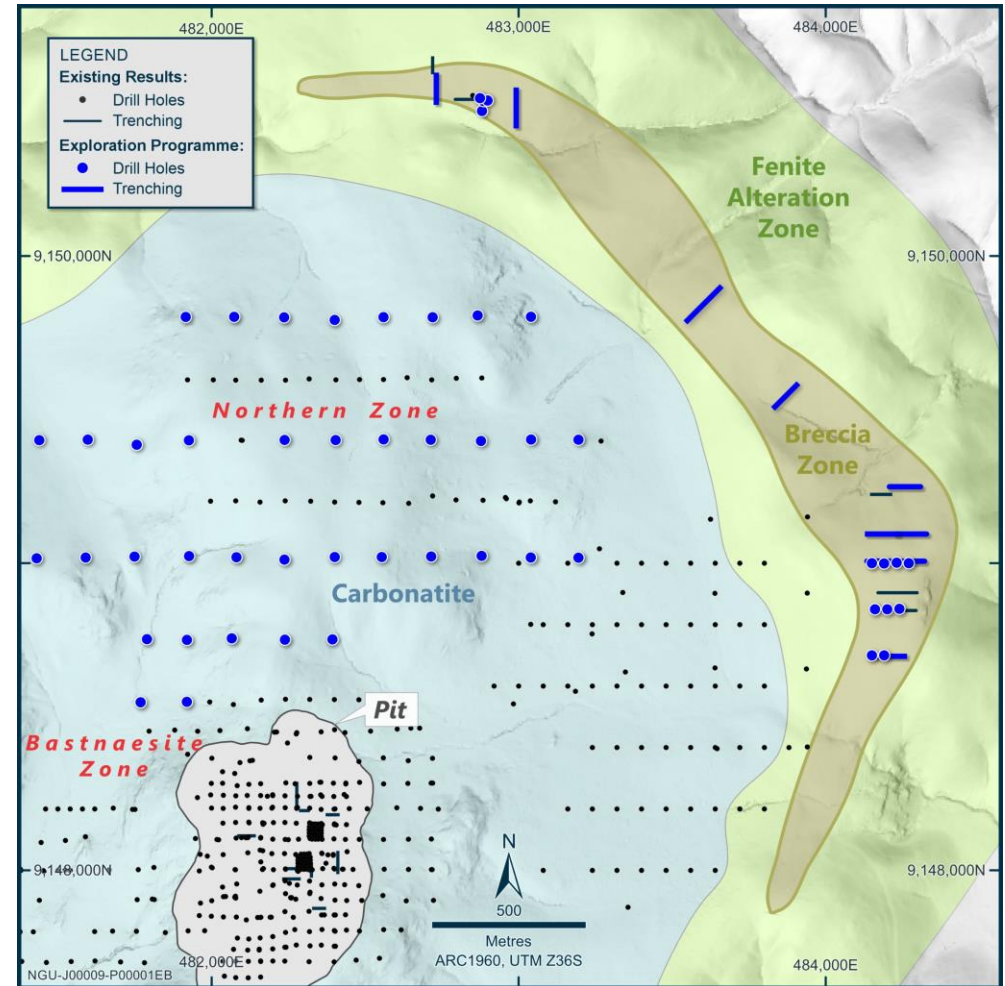 482,000E
483,000E
484,000E
LEGEND
Existing Results:
Drill Holes
Trenching
Exploration Programme:
Drill Holes
Trenching
Fenite
Alteration
Zone
9,150,000N
9,150,000N
Northern Zone
Breccia
Zone
Carbonatite
Pit
Bastnaesite
Zone
N
9,148,000N
9,148,000N
500
Metres
ARC1960, UTM Z36S
482,000E
484,000E
NGU-J00009-P00001EB